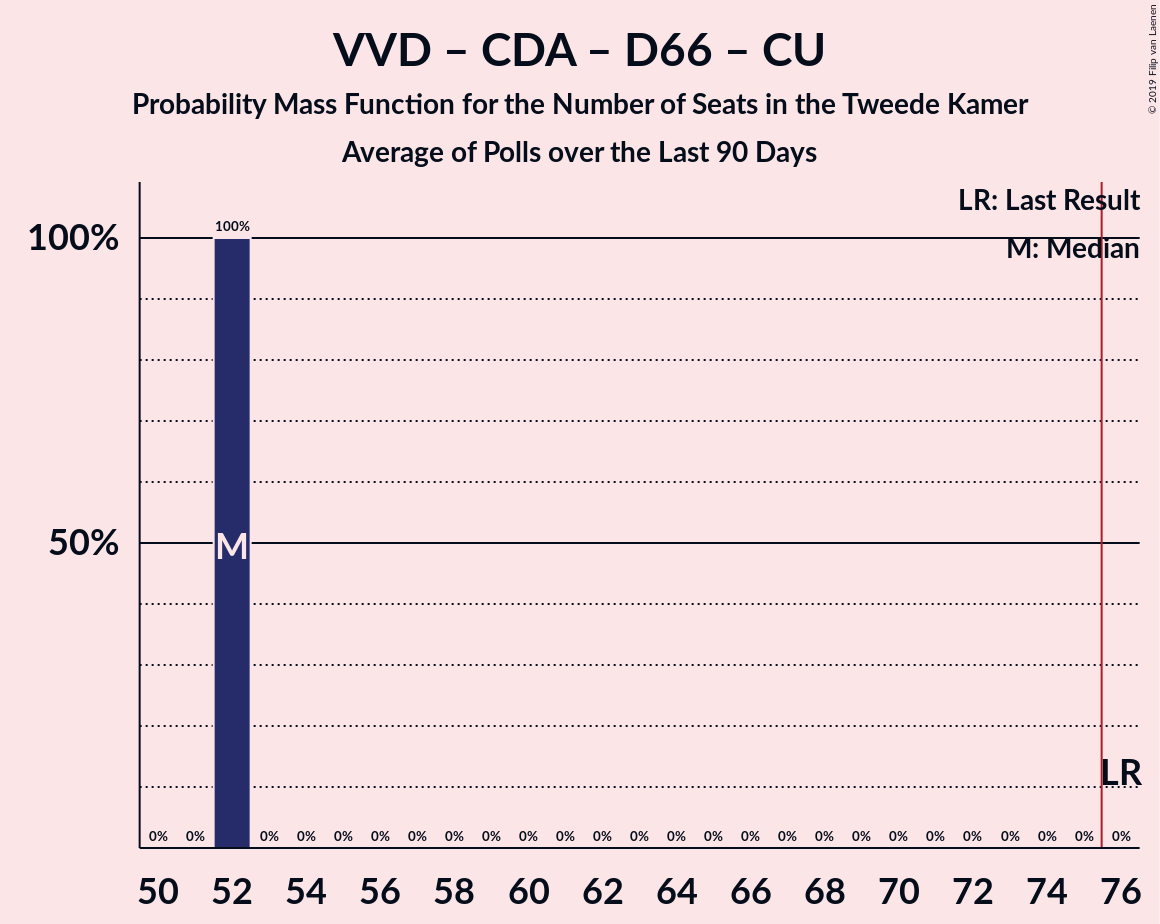 VVD – CDA – D66 – CU
Probability Mass Function for the Number of Seats in the Tweede Kamer
Average of Polls over the Last 90 Days
© 2019 Filip van Laenen
LR: Last Result
M: Median
100%
100%
50%
M
LR
0% 0% 0% 0% 0% 0% 0% 0% 0% 0% 0% 0% 0% 0% 0% 0% 0% 0% 0% 0% 0% 0% 0% 0% 0% 0%
50 52 54 56 58 60 62 64 66 68 70 72 74 76